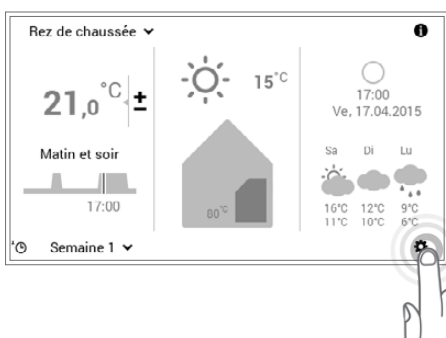 Rez de chaussée
21,0 °C ±
Matin et soir
17:00
Semaine 1
15°C
80°C
17:00
Ve, 17.04.2015
Sa Di Lu
16°C 12°C 9°C
11°C 10°C 6°C